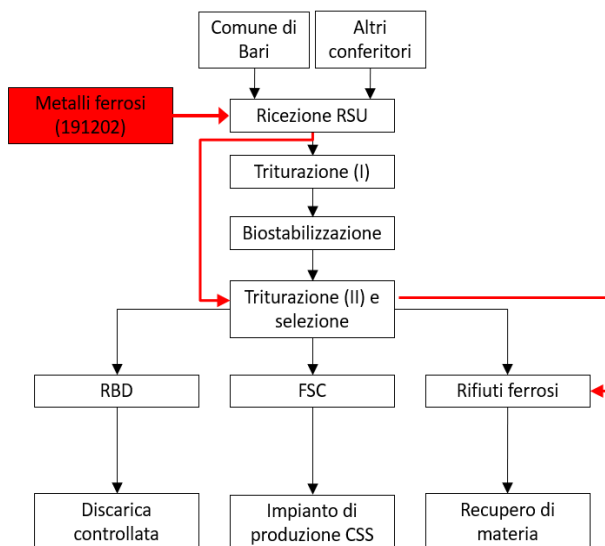 Comune di
Bari
Altri
conferitori
Metalli ferrosi
(191202)
Ricezione RSU
Triturazione (I)
Biostabilizzazione
Triturazione (II) e
selezione
RBD
FSC
Rifiuti ferrosi
Discarica
controllata
Impianto di
produzione CSS
Recupero di
materia